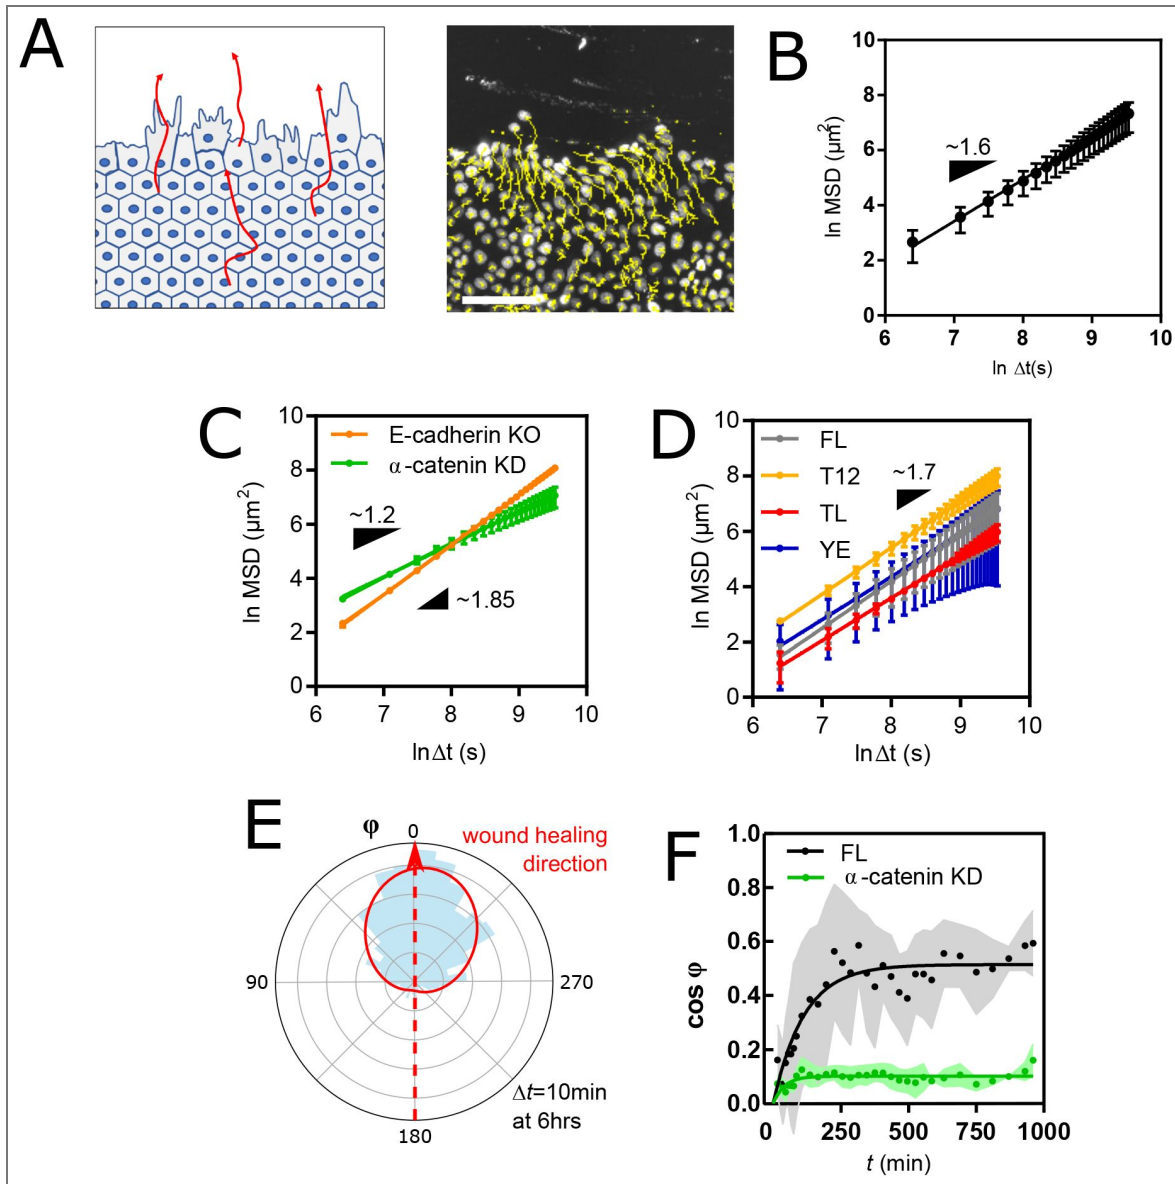 A
B
ln MSD (µm²)
10
8
6
4
2
0
~1.6
6
7
8
9
10
ln Δt(s)
C
ln MSD (µm²)
10
8
6
4
2
0
E-cadherin KO
α-catenin KD
~1.2
~1.85
6
7
8
9
10
lnΔt (s)
D
ln MSD (µm²)
10
8
6
4
2
0
FL
T12
TL
YE
~1.7
6
7
8
9
10
lnΔt (s)
E
φ
0
wound healing
direction
90
270
180
Δt=10min
at 6hrs
F
cos φ
1.0
0.8
0.6
0.4
0.2
0.0
FL
α-catenin KD
0
250
500
750
1000
t (min)